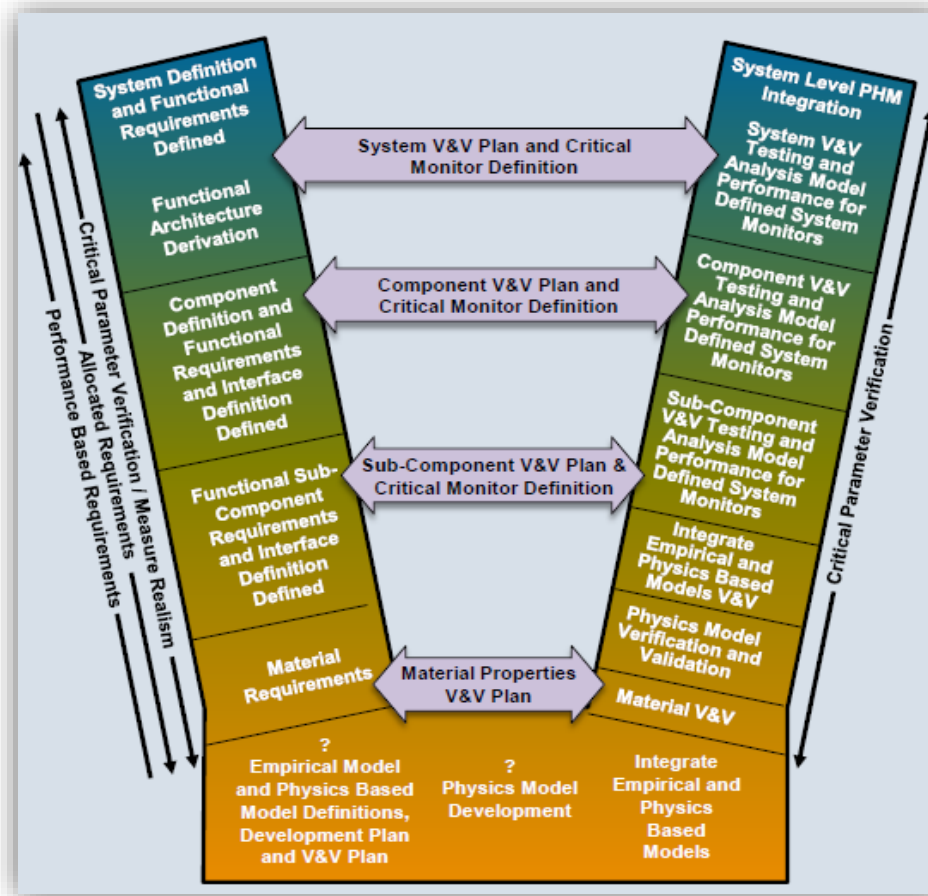 System Definition
and Functional
Requirements
Defined
Functional
Architecture
Derivation
Component
Definition and
Functional
Requirements
and Interface
Definition
Defined
Functional Sub-
Component
Requirements
and Interface
Definition
Defined
Material
Requirements
?
Empirical Model
and Physics Based
Model Definitions,
Development Plan
and V&V Plan
?
Physics Model
Development
Integrate
Empirical and
Physics
Based
Models
System V&V Plan and Critical
Monitor Definition
Component V&V Plan and
Critical Monitor Definition
Sub-Component V&V Plan &
Critical Monitor Definition
Material Properties
V&V Plan
System Level PHM
Integration
System V&V
Testing and
Analysis Model
Performance for
Defined System
Monitors
Component V&V
Testing and
Analysis Model
Performance for
Defined System
Monitors
Sub-Component
V&V Testing and
Analysis Model
Performance for
Defined System
Monitors
Integrate
Empirical and
Physics Based
Models V&V
Physics Model
Verification and
Validation
Material V&V
Critical Parameter Verification / Measure Realism
Allocated Requirements
Performance Based Requirements
Critical Parameter Verification